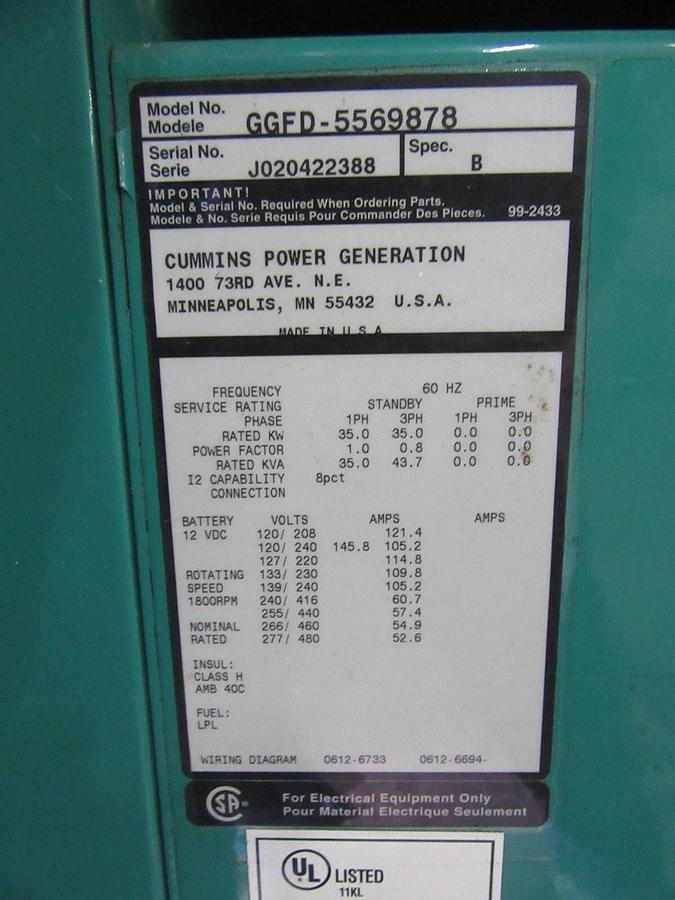 Model No.
Modele GGFD-5569878
Serial No. Spec.
Serie J020422388 B
IMPORTANT!
Model & Serial No. Required When Ordering Parts.
Modele & No. Serie Requis Pour Commander Des Pieces. 99-2433
CUMMINS POWER GENERATION
1400 73RD AVE. N.E.
MINNEAPOLIS, MN 55432 U.S.A.
MADE IN U S A
FREQUENCY 60 HZ
SERVICE RATING STANDBY PRIME
PHASE 1PH 3PH 1PH 3PH
RATED KW 35.0 35.0 0.0 0.0
POWER FACTOR 1.0 0.8 0.0 0.0
RATED KVA 35.0 43.7 0.0 0.0
I2 CAPABILITY 8pct
CONNECTION
BATTERY VOLTS AMPS AMPS
12 VDC 120/ 208 121.4
120/ 240 145.8 105.2
127/ 220 114.8
ROTATING 133/ 230 109.8
SPEED 139/ 240 105.2
1800RPM 240/ 416 60.7
255/ 440 57.4
NOMINAL 266/ 460 54.9
RATED 277/ 480 52.6
INSUL:
CLASS H
AMB 40C
FUEL:
LPL
WIRING DIAGRAM 0612-6733 0612-6694-
SA ® For Electrical Equipment Only
Pour Material Electrique Seulement
UL ® LISTED
11KL